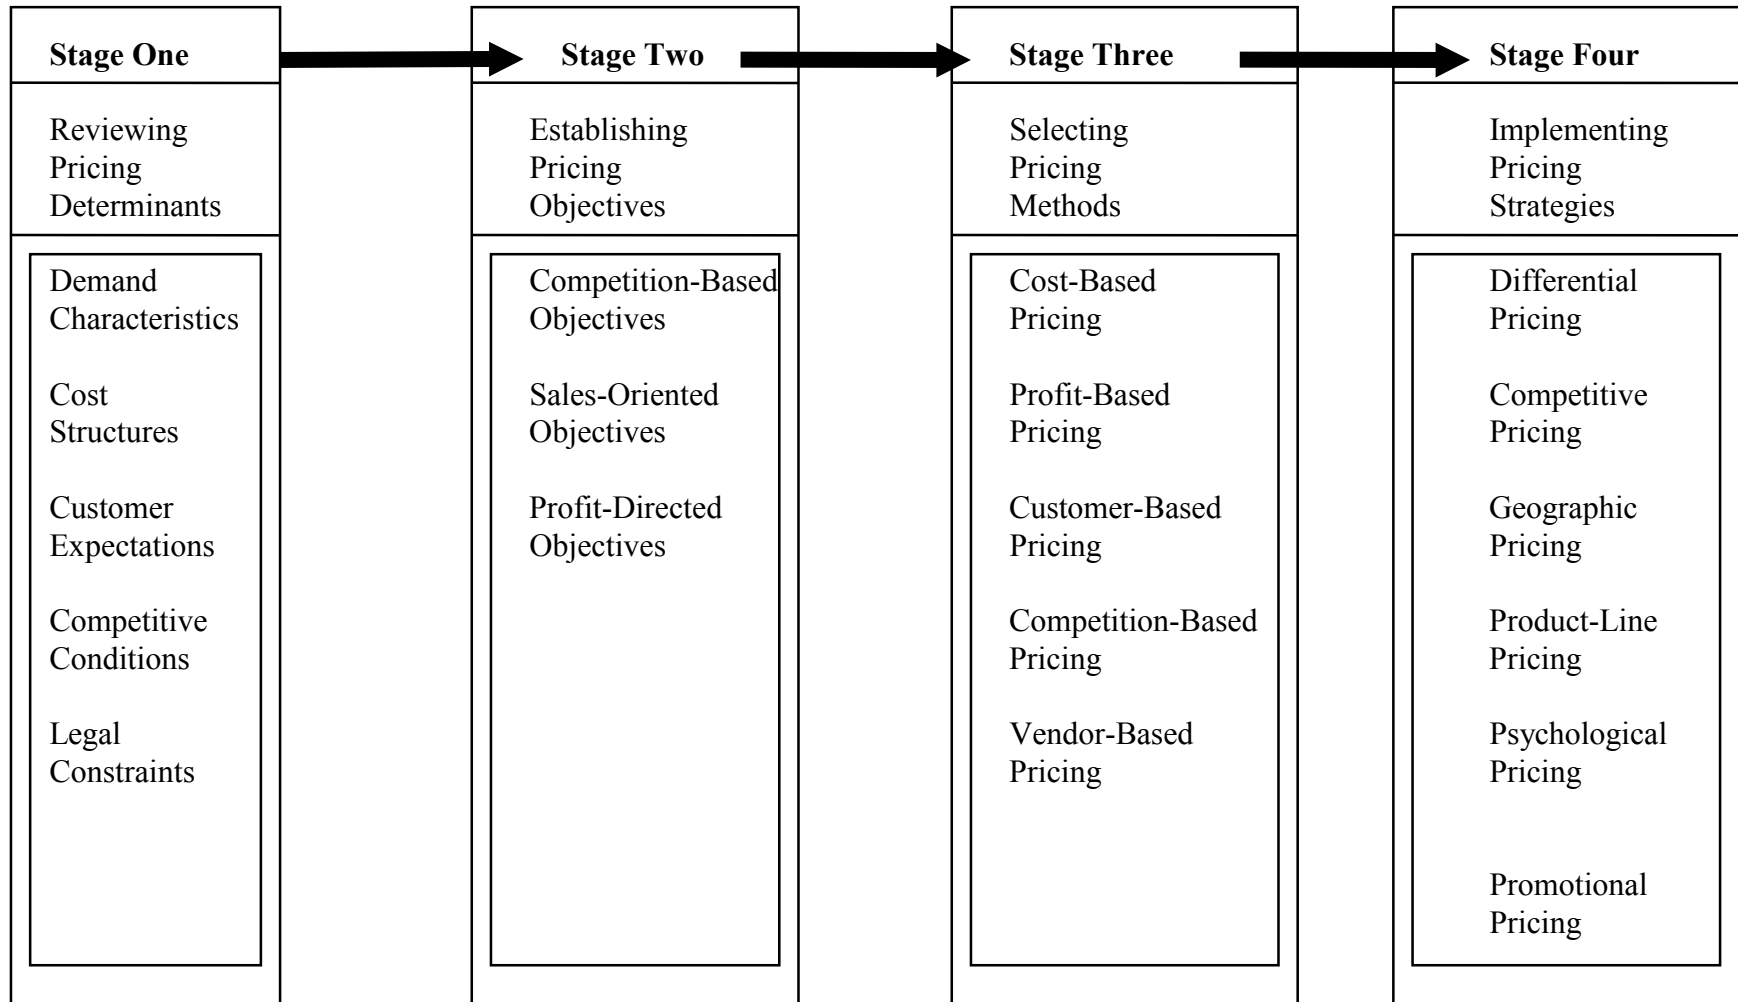 Stage One
Reviewing
Pricing
Determinants
Demand
Characteristics
Cost
Structures
Customer
Expectations
Competitive
Conditions
Legal
Constraints
Stage Two
Establishing
Pricing
Objectives
Competition-Based
Objectives
Sales-Oriented
Objectives
Profit-Directed
Objectives
Stage Three
Selecting
Pricing
Methods
Cost-Based
Pricing
Profit-Based
Pricing
Customer-Based
Pricing
Competition-Based
Pricing
Vendor-Based
Pricing
Stage Four
Implementing
Pricing
Strategies
Differential
Pricing
Competitive
Pricing
Geographic
Pricing
Product-Line
Pricing
Psychological
Pricing
Promotional
Pricing